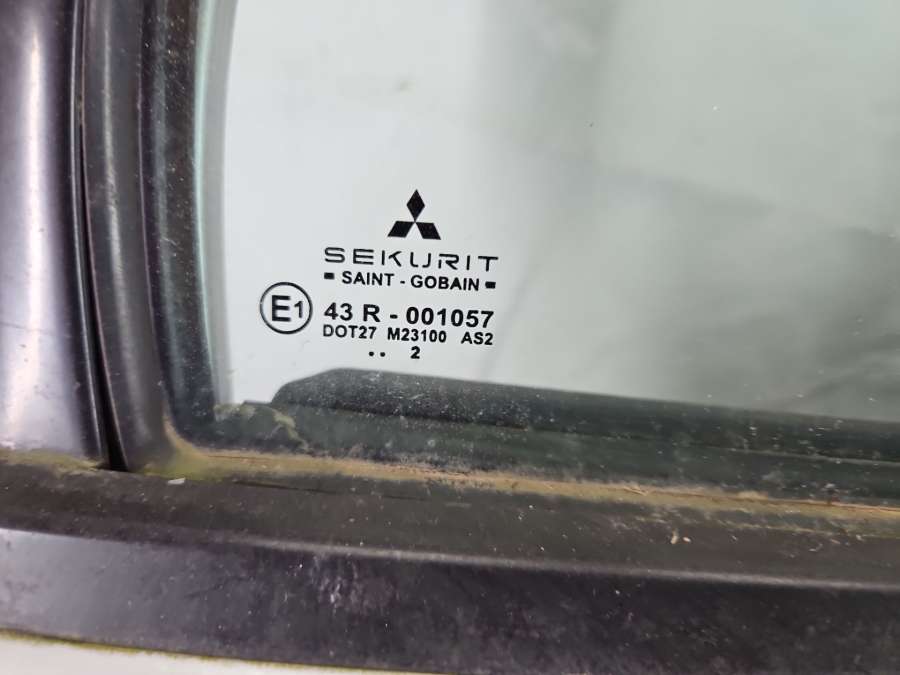 SEKURIT
SAINT - GOBAIN
E1
43 R - 001057
DOT27 M23100 AS2
.. 2